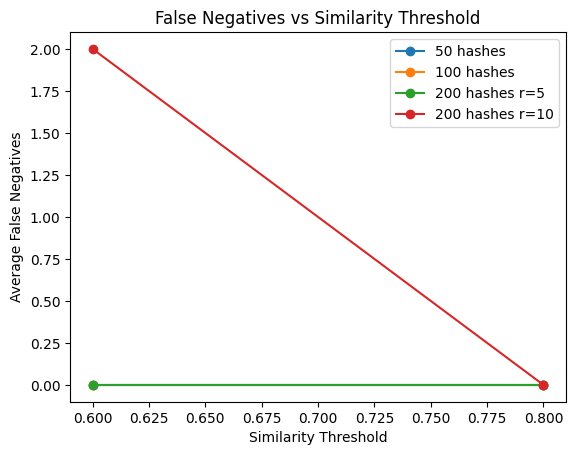 False Negatives vs Similarity Threshold
50 hashes
100 hashes
200 hashes r=5
200 hashes r=10
Average False Negatives
2.00
1.75
1.50
1.25
1.00
0.75
0.50
0.25
0.00
0.600 0.625 0.650 0.675 0.700 0.725 0.750 0.775 0.800
Similarity Threshold